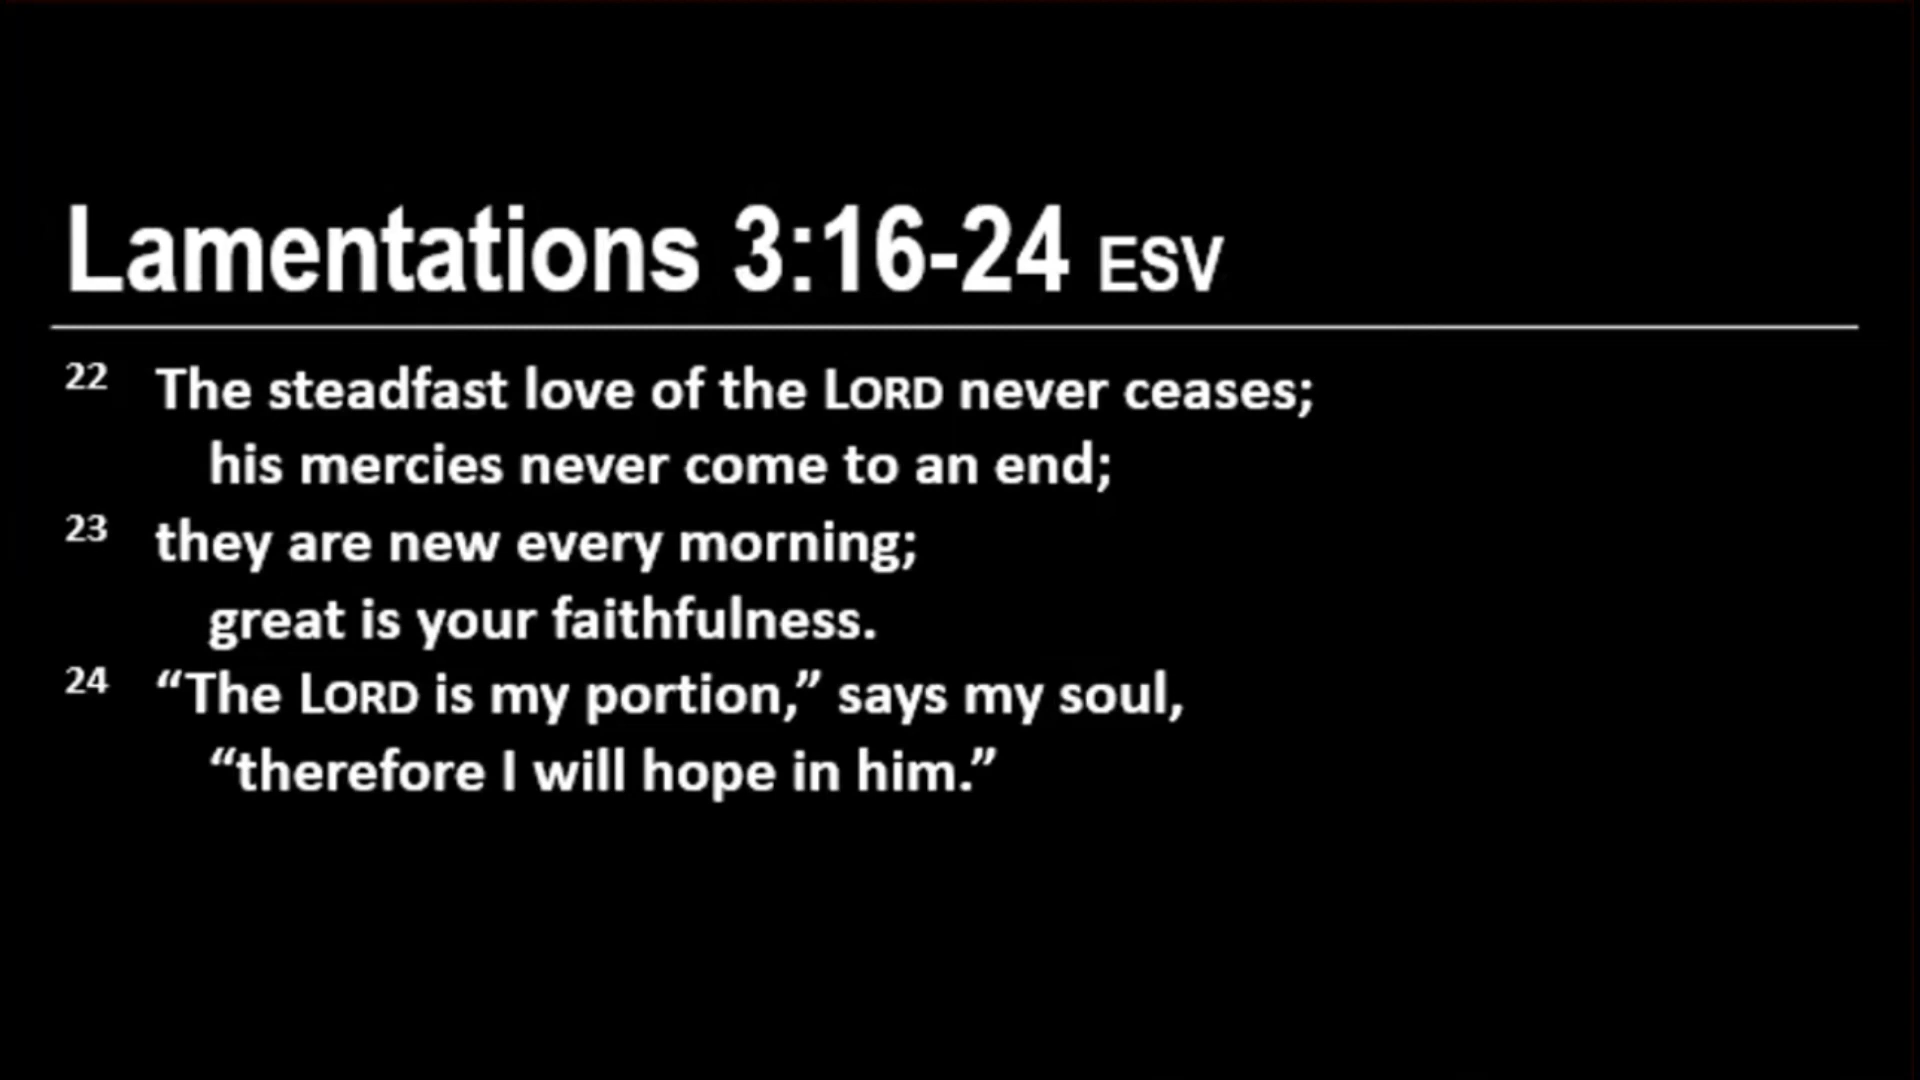 Lamentations 3:16-24 ESV
22 The steadfast love of the LORD never ceases;
his mercies never come to an end;
23 they are new every morning;
great is your faithfulness.
24 “The LORD is my portion,” says my soul,
“therefore I will hope in him.”